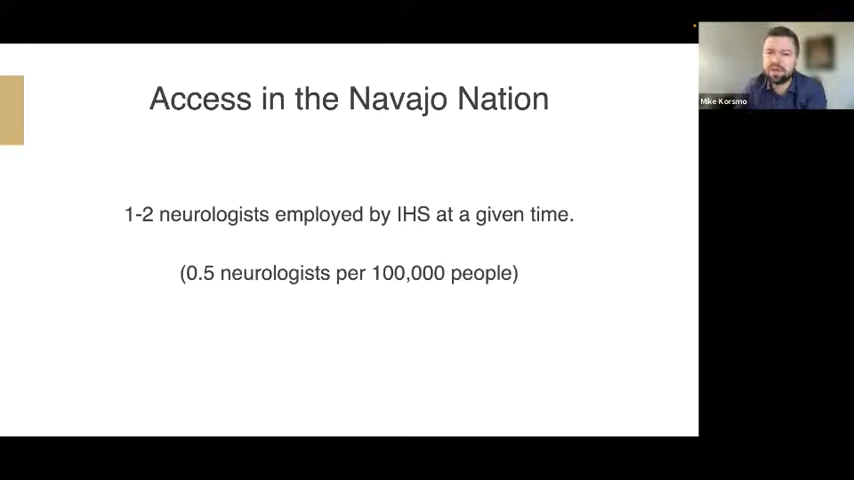 Access in the Navajo Nation
1-2 neurologists employed by IHS at a given time.
(0.5 neurologists per 100,000 people)
Mike Korsmo